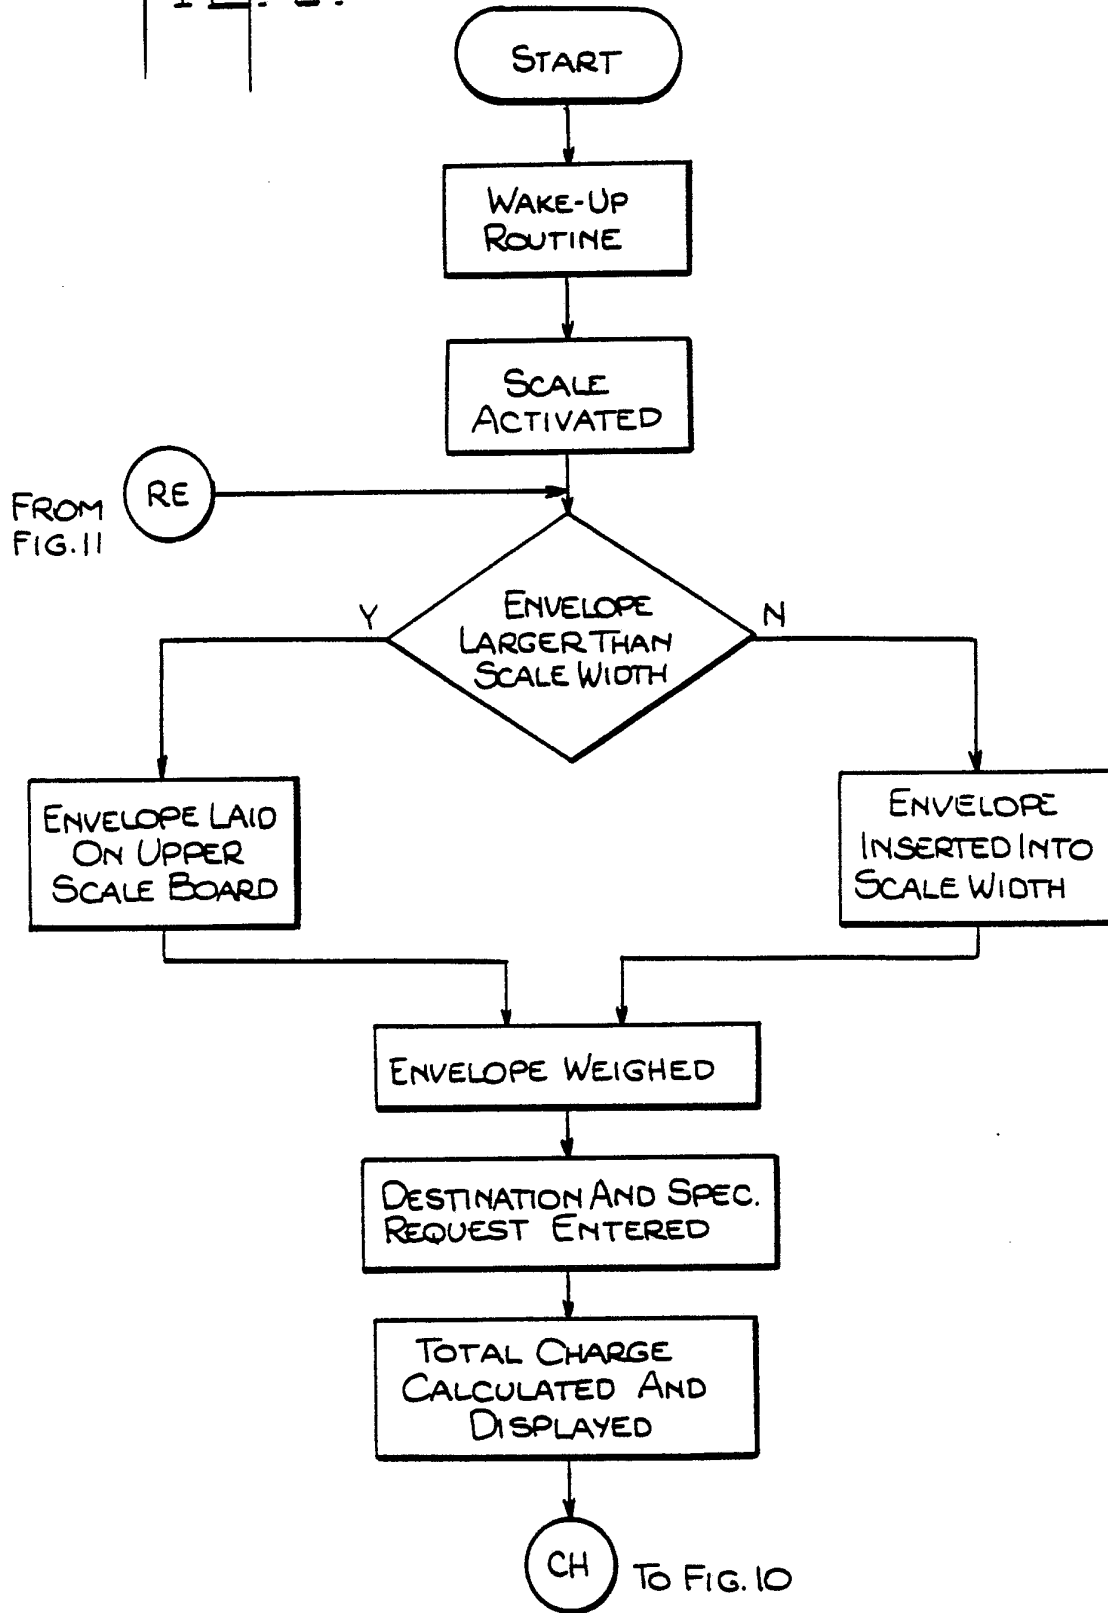 START
WAKE-UP
ROUTINE
SCALE
ACTIVATED
RE
FROM
FIG.11
ENVELOPE
LARGER THAN
SCALE WIDTH
Y
N
ENVELOPE LAID
ON UPPER
SCALE BOARD
ENVELOPE
INSERTED INTO
SCALE WIDTH
ENVELOPE WEIGHED
DESTINATION AND SPEC.
REQUEST ENTERED
TOTAL CHARGE
CALCULATED AND
DISPLAYED
CH
TO FIG.10